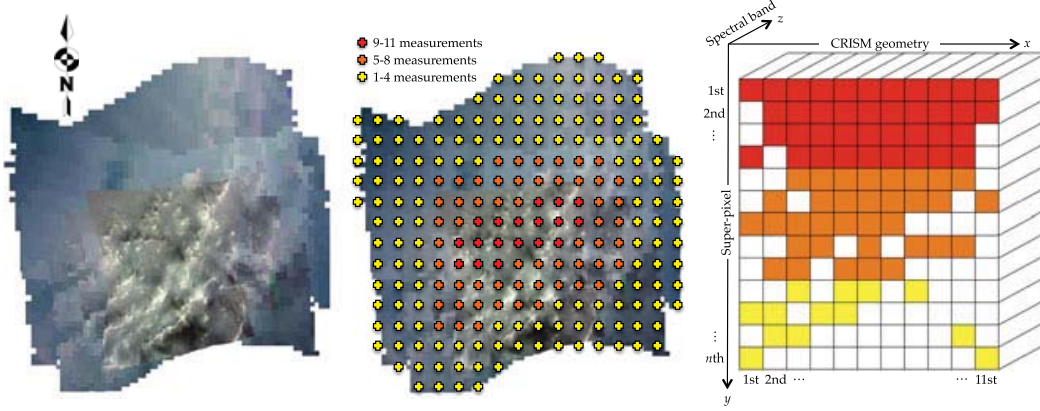 N
9-11 measurements
5-8 measurements
1-4 measurements
Spectral band
z
CRISM geometry
x
1st
2nd
⋮
Super-pixel
⋮
nth
1st 2nd ⋯ ⋯ 11st
y